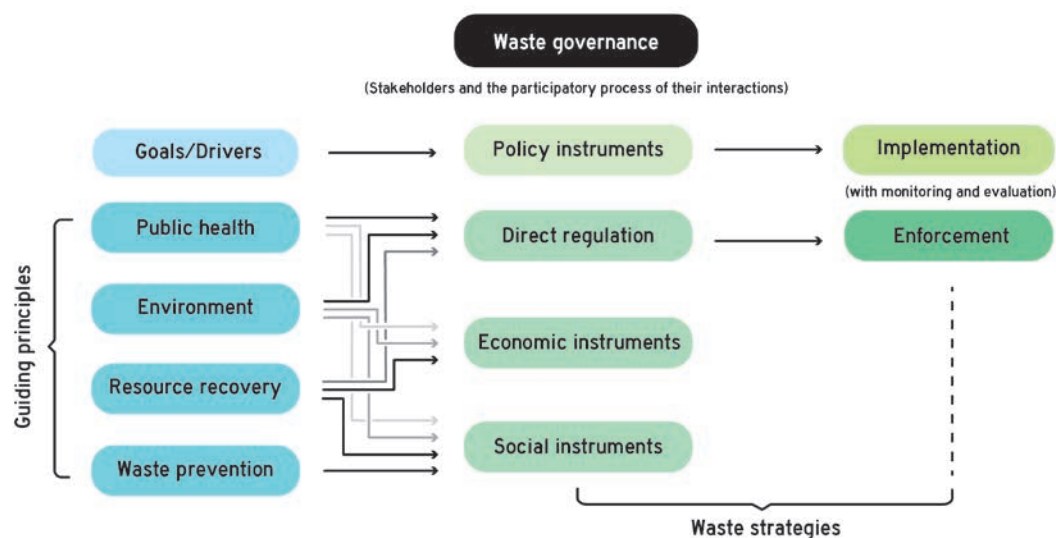 Waste governance
(Stakeholders and the participatory process of their interactions)
Goals/Drivers
Policy instruments
Implementation
(with monitoring and evaluation)
Guiding principles
Public health
Direct regulation
Enforcement
Environment
Economic instruments
Resource recovery
Social instruments
Waste prevention
Waste strategies